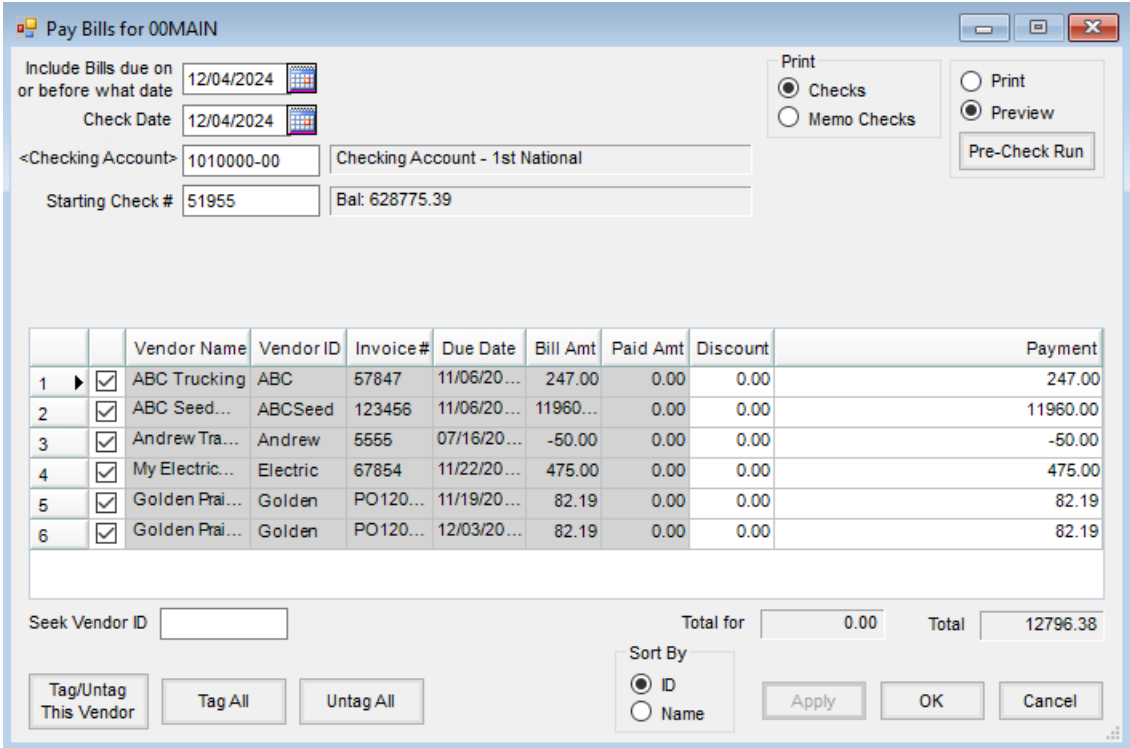 Pay Bills for 00MAIN
Include Bills due on
or before what date
12/04/2024
Check Date 12/04/2024
<Checking Account> 1010000-00 Checking Account - 1st National
Starting Check # 51955 Bal: 628775.39
Print
Checks
Memo Checks
Print
Preview
Pre-Check Run
Vendor Name Vendor ID Invoice# Due Date Bill Amt Paid Amt Discount Payment
1 ABC Trucking ABC 57847 11/06/20... 247.00 0.00 0.00 247.00
2 ABC Seed... ABCSeed 123456 11/06/20... 11960... 0.00 0.00 11960.00
3 Andrew Tra... Andrew 5555 07/16/20... -50.00 0.00 0.00 -50.00
4 My Electric... Electric 67854 11/22/20... 475.00 0.00 0.00 475.00
5 Golden Prai... Golden PO120... 11/19/20... 82.19 0.00 0.00 82.19
6 Golden Prai... Golden PO120... 12/03/20... 82.19 0.00 0.00 82.19
Seek Vendor ID Total for 0.00 Total 12796.38
Sort By
ID
Name
Tag/Untag
This Vendor
Tag All
Untag All
Apply
OK
Cancel